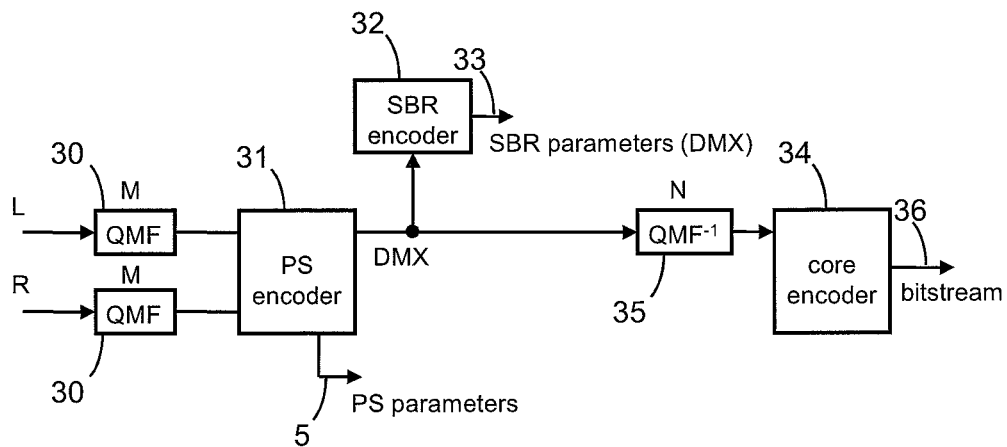 32
33
SBR
encoder
SBR parameters (DMX)
30
31
34
M
N
36
L
QMF
QMF⁻¹
DMX
PS
encoder
core
encoder
M
R
QMF
35
bitstream
30
5
PS parameters